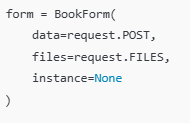 form = BookForm(
    data=request.POST,
    files=request.FILES,
    instance=None
)